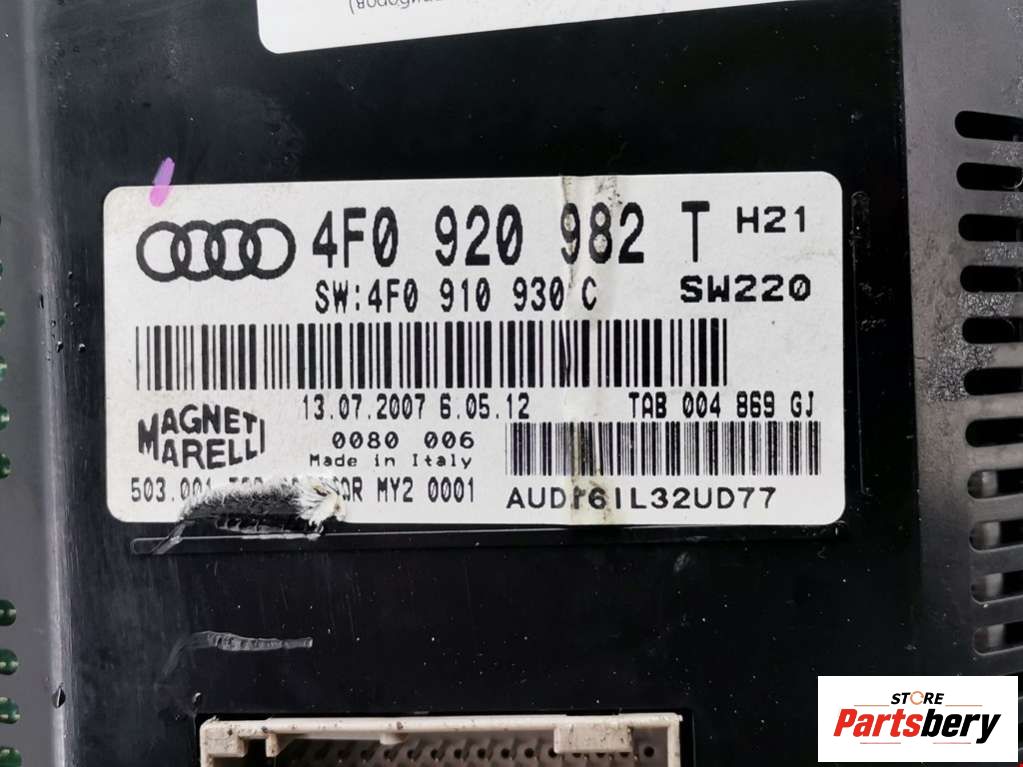 4F0 920 982 T H21
SW:4F0 910 930 C SW220
13.07.2007 6.05.12 TAB 004 869 GJ
MAGNETI
MARELLI
0080 006
Made in Italy
MY2 0001
STORE
Partsbery